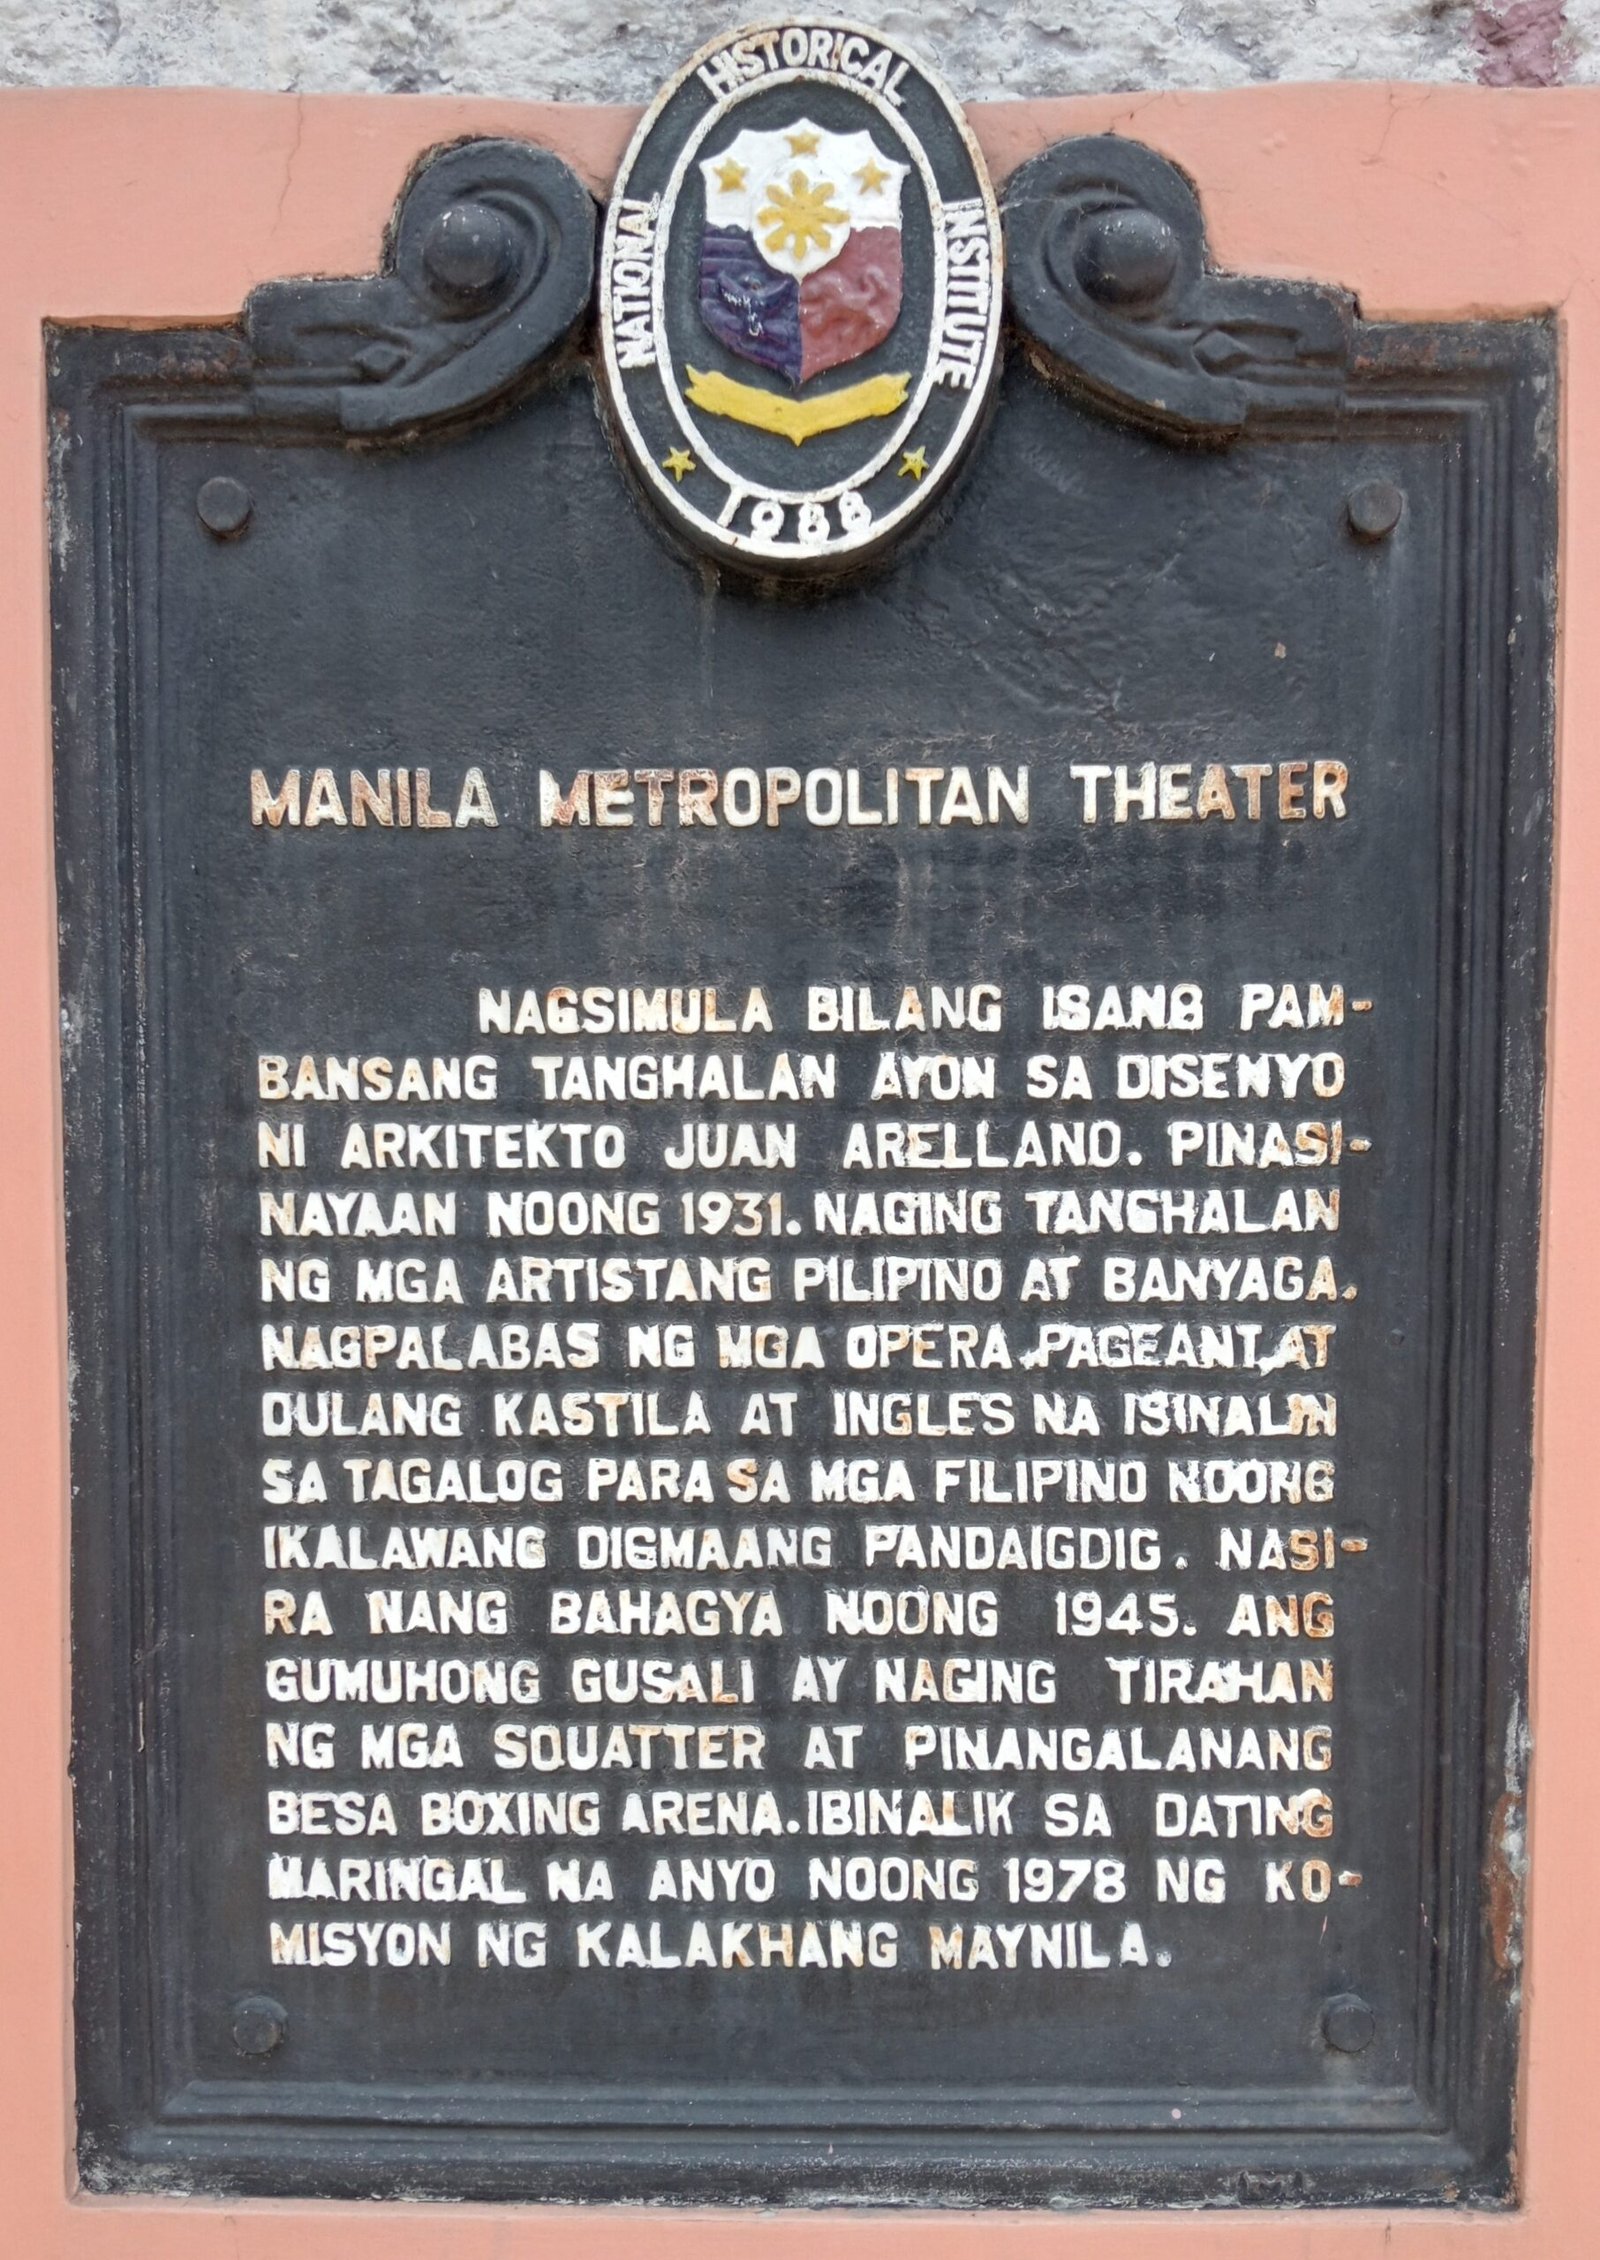 NATIONAL HISTORICAL INSTITUTE
1988
MANILA METROPOLITAN THEATER
NAGSIMULA BILANG ISANG PAM-
BANSANG TANGHALAN AYON SA DISENYO
NI ARKITEKTO JUAN ARELLANO. PINASI-
NAYAAN NOONG 1931. NAGING TANGHALAN
NG MGA ARTISTANG PILIPINO AT BANYAGA.
NAGPALABAS NG MGA OPERA, PAGEANT, AT
DULANG KASTILA AT INGLES NA ISINALIN
SA TAGALOG PARA SA MGA FILIPINO NOONG
IKALAWANG DIGMAANG PANDAIGDIG. NASI-
RA NANG BAHAGYA NOONG 1945. ANG
GUMUHONG GUSALI AY NAGING TIRAHAN
NG MGA SQUATTER AT PINANGALANANG
BESA BOXING ARENA. IBINALIK SA DATING
MARINGAL NA ANYO NOONG 1978 NG KO-
MISYON NG KALAKHANG MAYNILA.